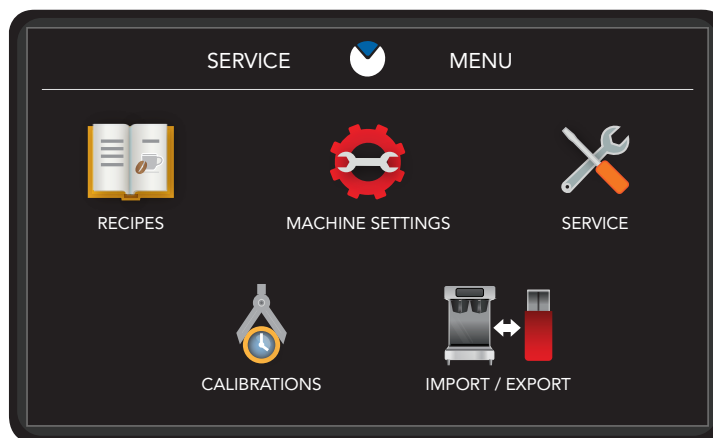 SERVICE MENU
RECIPES
MACHINE SETTINGS
SERVICE
CALIBRATIONS
IMPORT / EXPORT